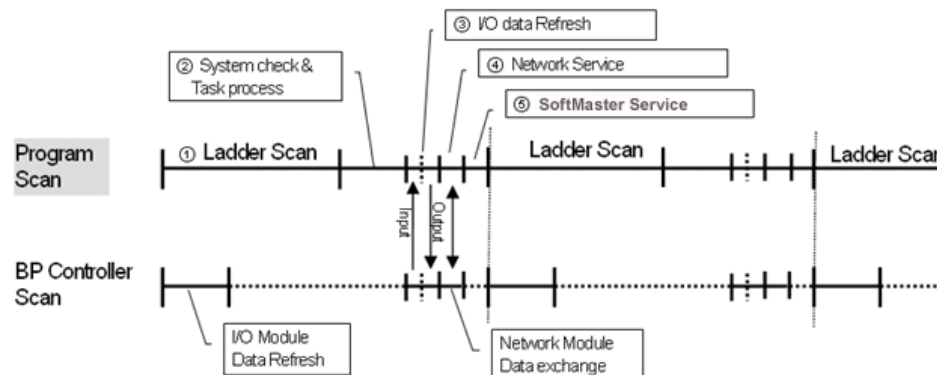 ③ I/O data Refresh
② System check &
Task process
④ Network Service
⑤ SoftMaster Service
Program
Scan
① Ladder Scan
Ladder Scan
Ladder Scan
Input
Output
BP Controller
Scan
I/O Module
Data Refresh
Network Module
Data exchange